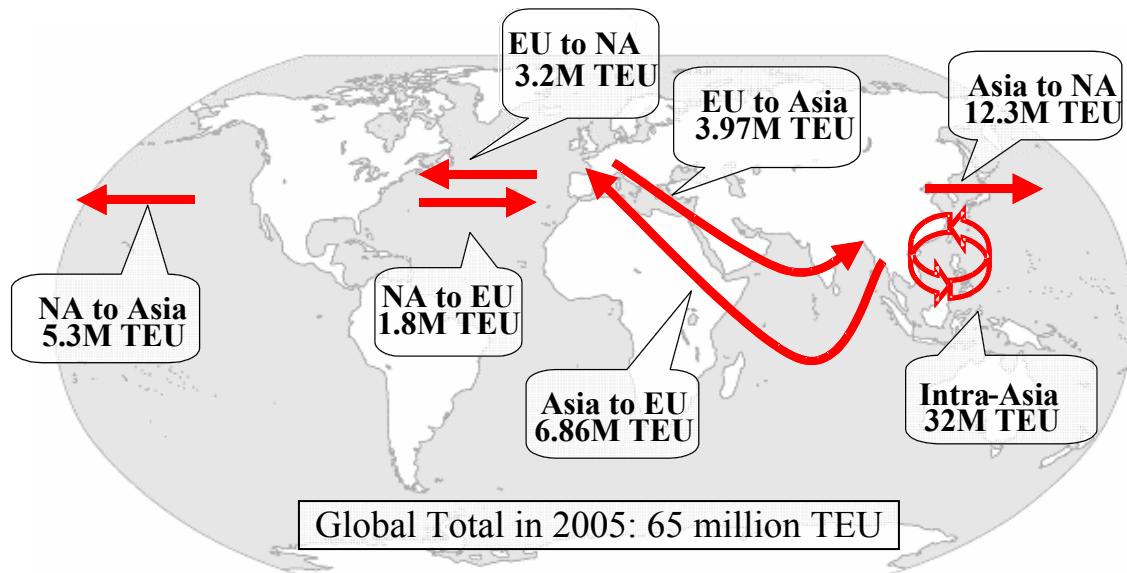 EU to NA
3.2M TEU
EU to Asia
3.97M TEU
Asia to NA
12.3M TEU
NA to Asia
5.3M TEU
NA to EU
1.8M TEU
Asia to EU
6.86M TEU
Intra-Asia
32M TEU
Global Total in 2005: 65 million TEU